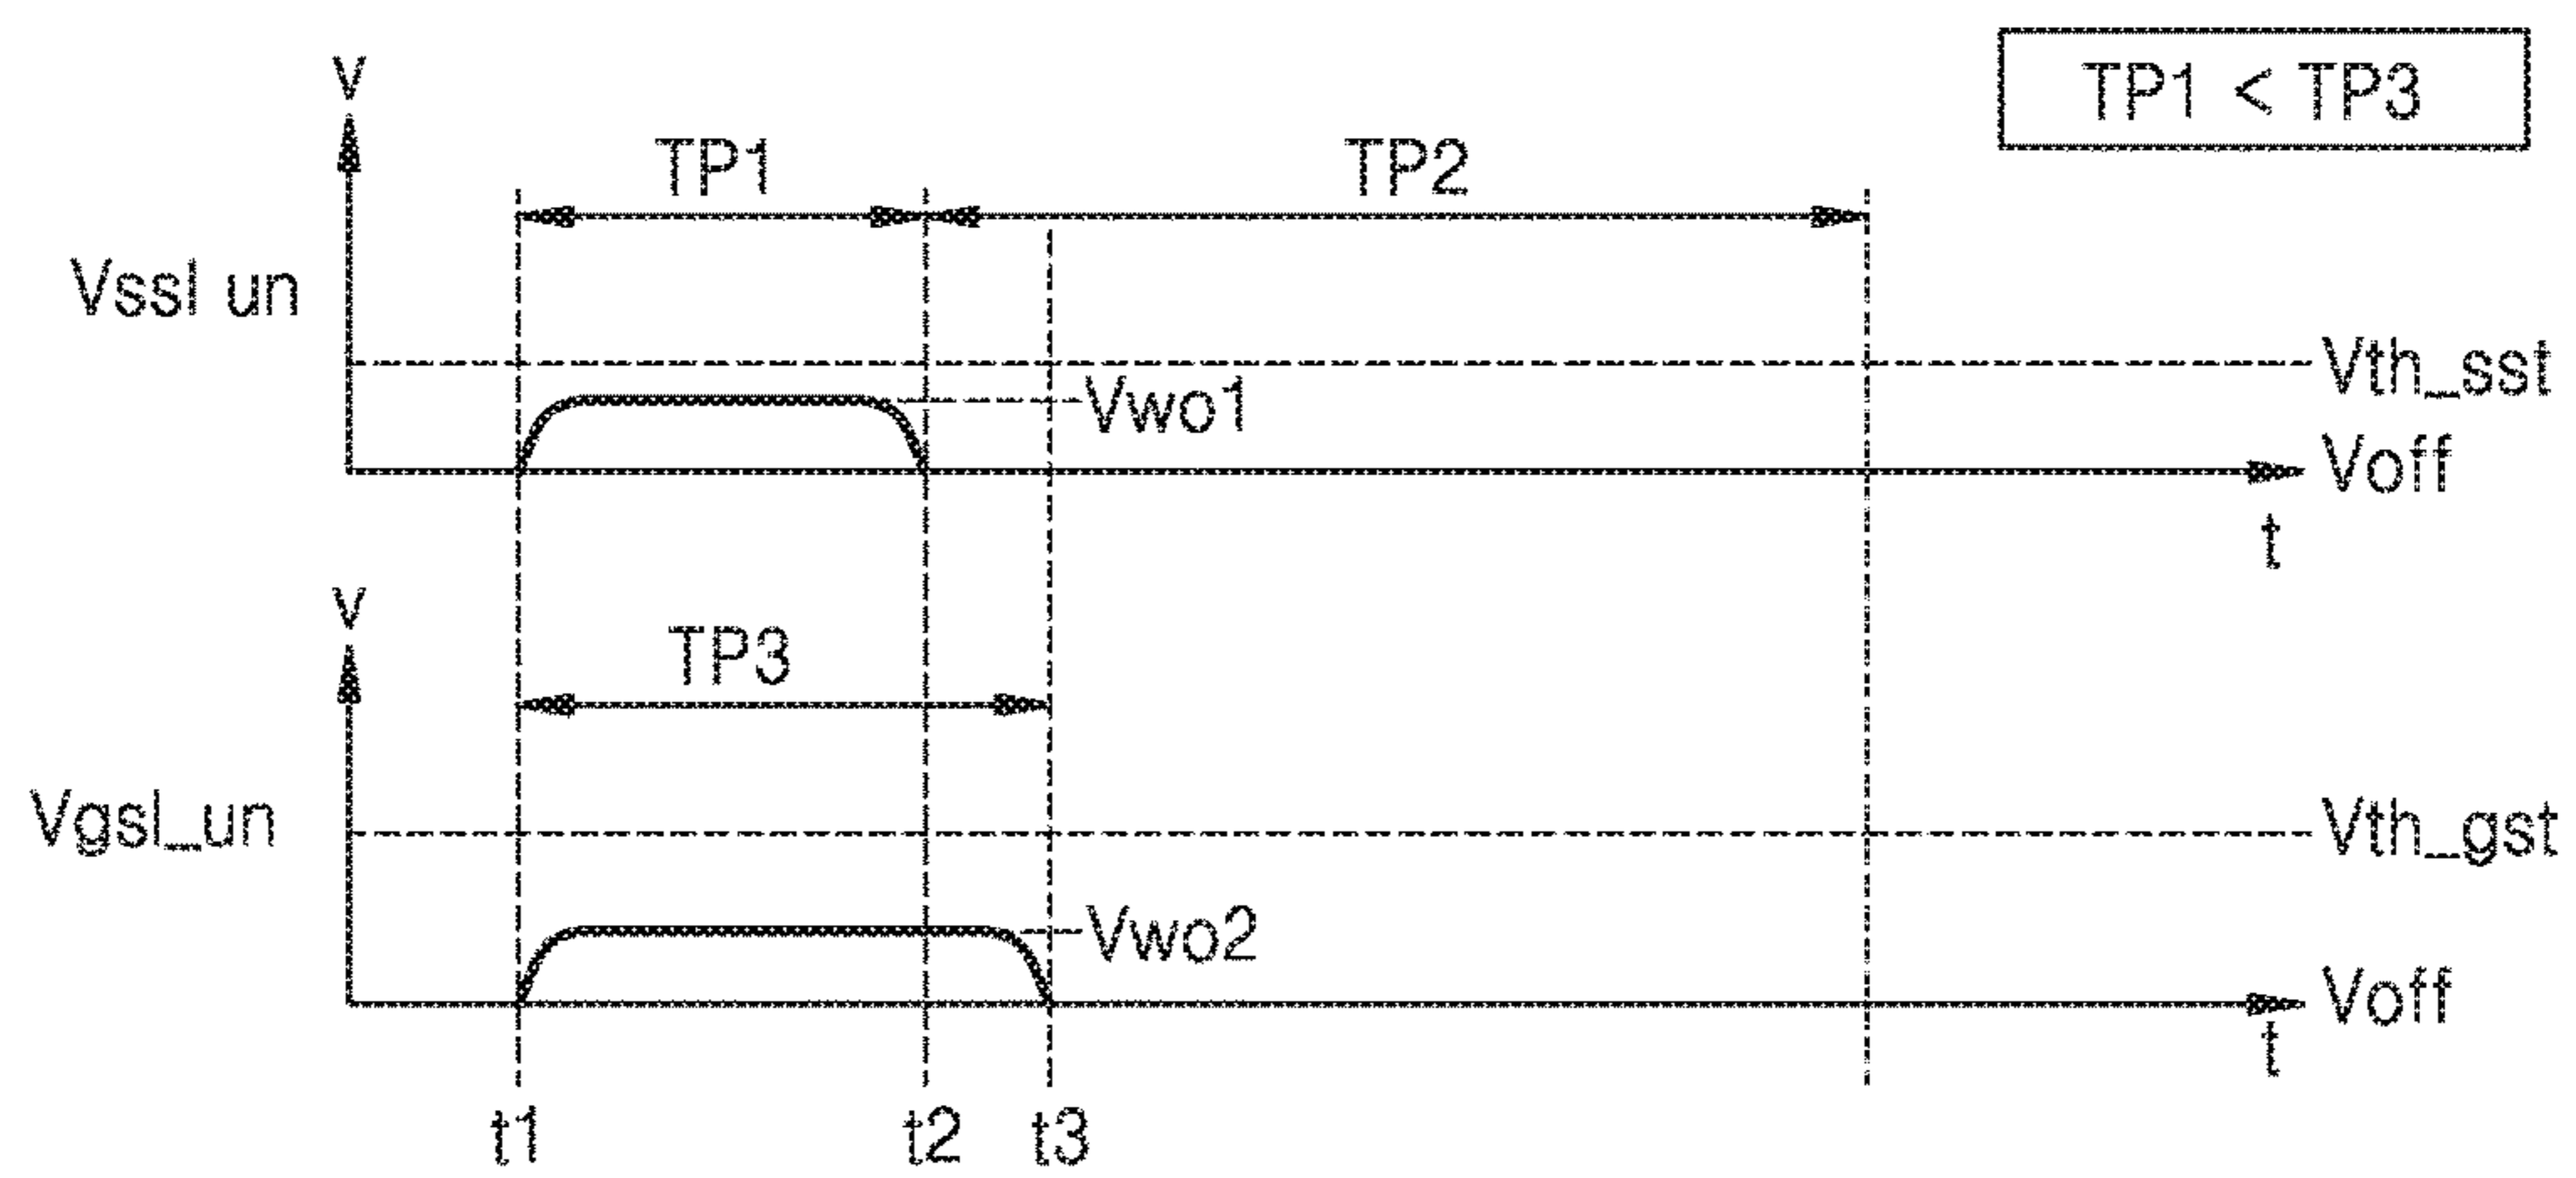 v
TP1 < TP3
TP1
TP2
Vssl un
Vth_sst
Vwo1
Voff
t
v
TP3
Vgsl_un
Vth_gst
Vwo2
Voff
t
t1
t2
t3